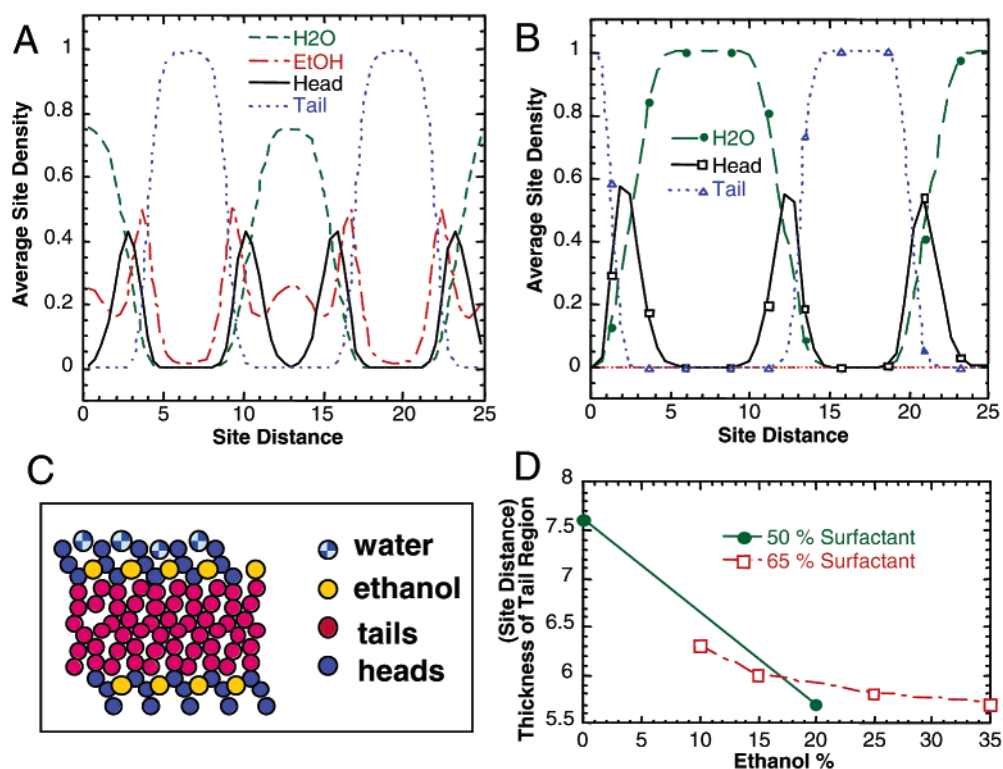 A
H2O
EtOH
Head
Tail
Average Site Density
1
0.8
0.6
0.4
0.2
0
0 5 10 15 20 25
Site Distance
B
H2O
Head
Tail
Average Site Density
1
0.8
0.6
0.4
0.2
0
0 5 10 15 20 25
Site Distance
C
water
ethanol
tails
heads
D
50 % Surfactant
65 % Surfactant
(Site Distance)
Thickness of Tail Region
8
7.5
7
6.5
6
5.5
0 5 10 15 20 25 30 35
Ethanol %